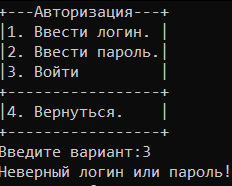 +---Авторизация---+
|1. Ввести логин. |
|2. Ввести пароль.|
|3. Войти         |
+-----------------+
|4. Вернуться.    |
+-----------------+
Введите вариант:3
Неверный логин или пароль!